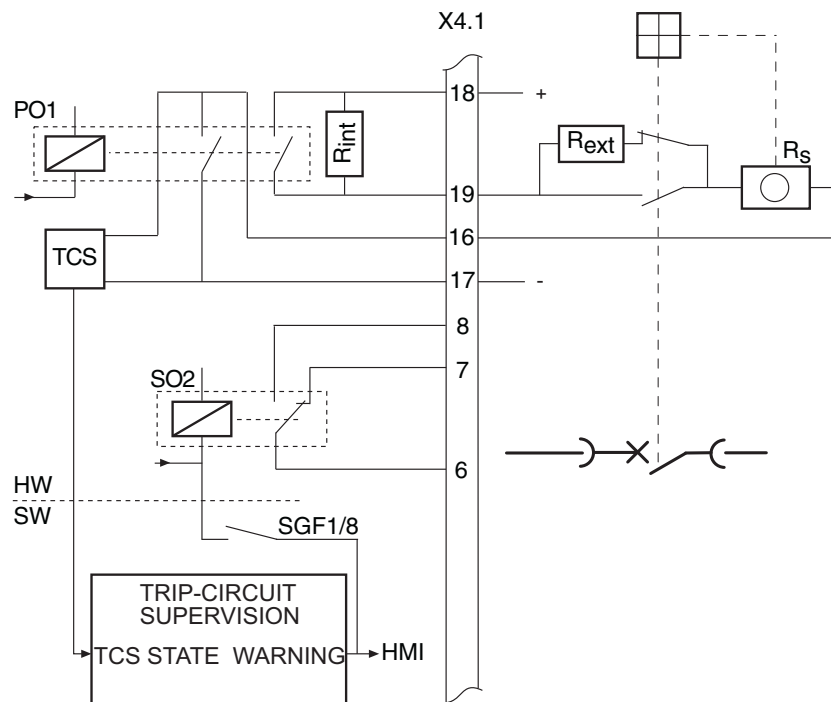 X4.1
18
+
PO1
Rint
Rext
Rs
19
16
TCS
17
-
8
7
SO2
6
HW
SW
SGF1/8
TRIP-CIRCUIT
SUPERVISION
TCS STATE WARNING
HMI